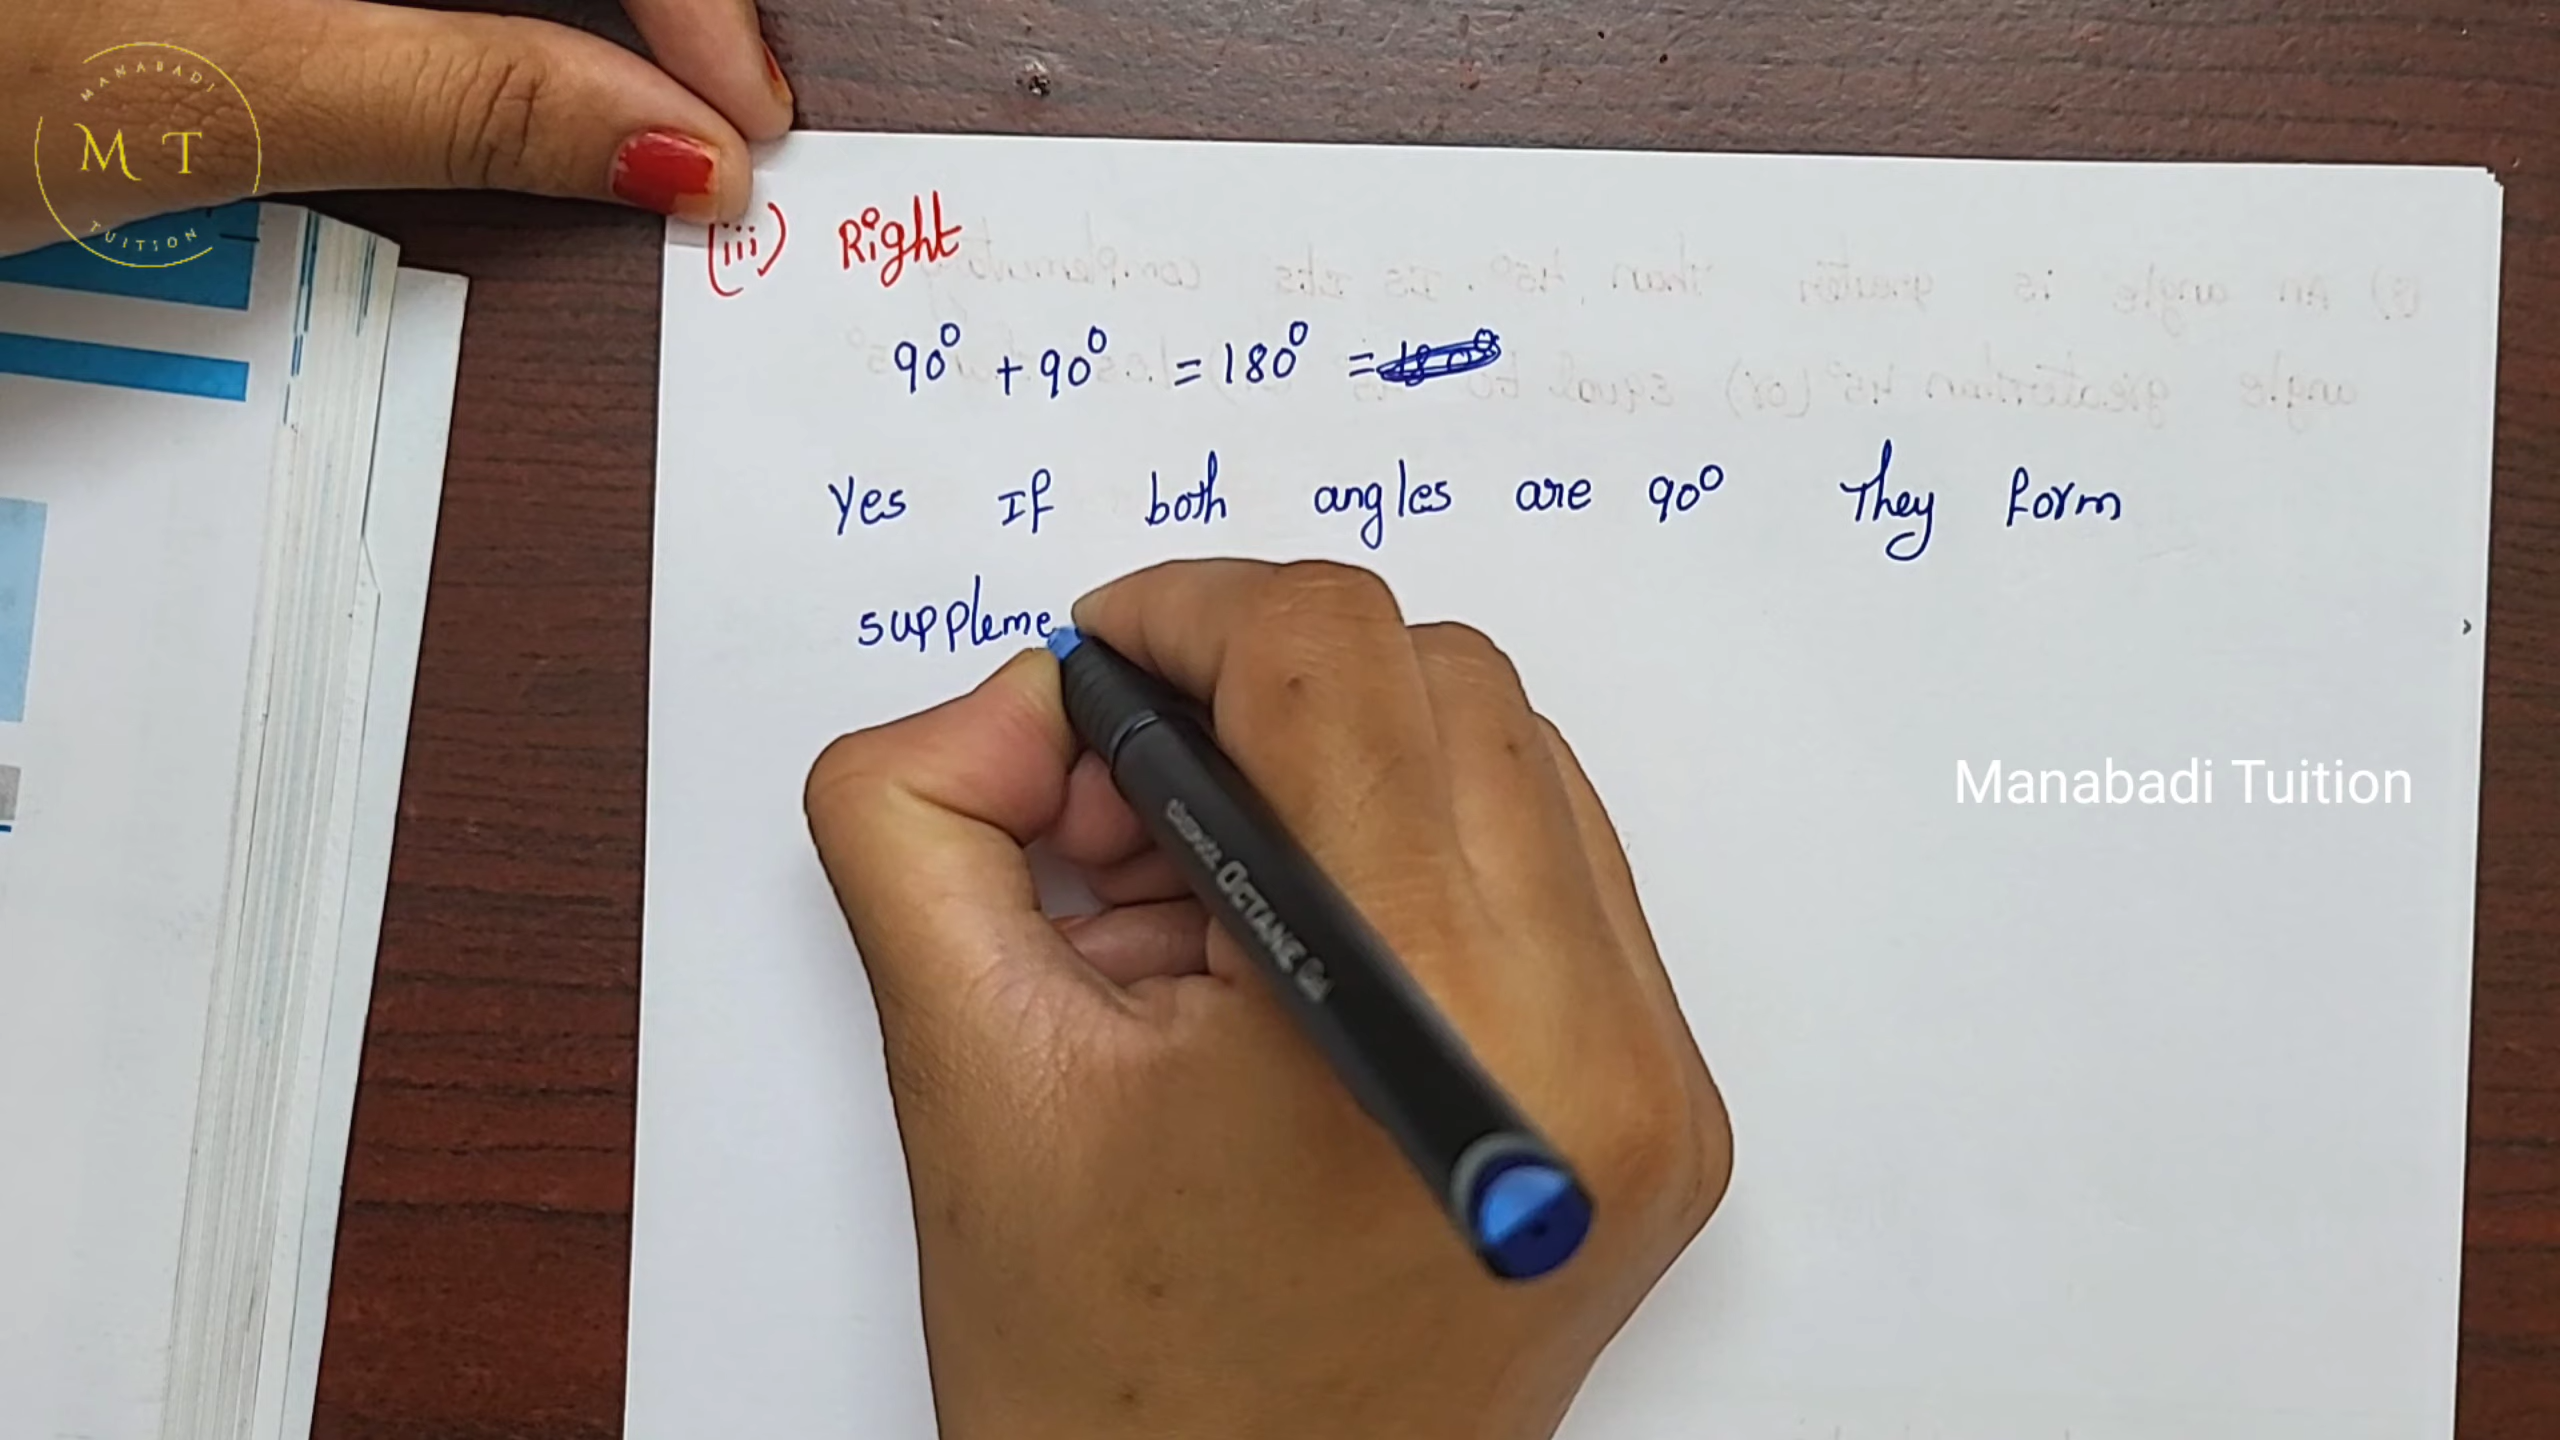 MANABADI
M T
TUITION
(iii) Right
90° + 90° = 180° =
Yes If both angles are 90° They form
suppleme
Manabadi Tuition
OCTANE